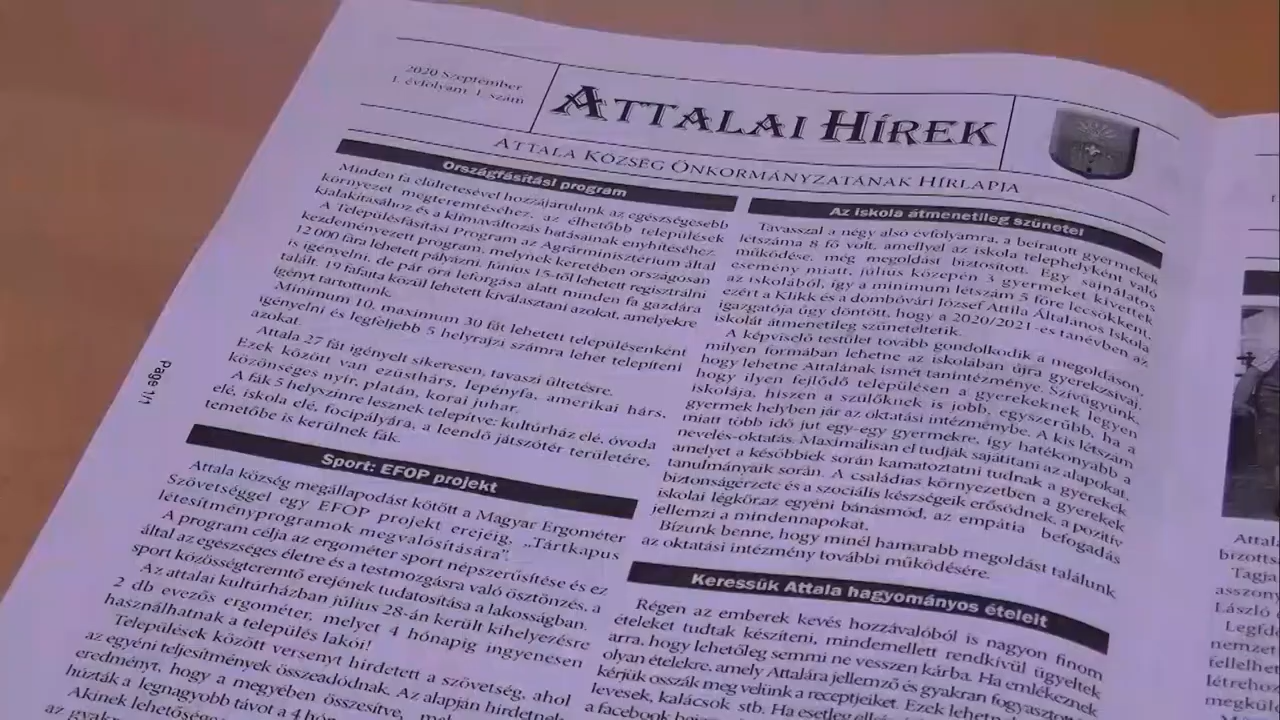 2020 Szeptember
1. évfolyam 1. szám
ATTALAI HÍREK
ATTALA KÖZSÉG ÖNKORMÁNYZATÁNAK HÍRLAPJA
Országfásítási program
Minden fa elültetésével hozzájárulunk az egészségesebb
környezet megteremtéséhez, az élhetőbb települések
kialakításához és a klímaváltozás hatásainak enyhítéséhez.
A Településfásítási Program az Agrárminisztérium által
kezdeményezett program, melynek keretében országosan
12 000 fára lehetett pályázni. Június 15-től lehetett regisztrálni
is igényelni, de pár óra leforgása alatt minden fa gazdára
talált. 19 fafajta közül lehetett kiválasztani azokat, amelyekre
igényt tartottunk.
Minimum 10, maximum 30 fát lehetett településenként
igényelni és legfeljebb 5 helyrajzi számra lehet telepíteni
azokat.
Attala 27 fát igényelt sikeresen, tavaszi ültetésre.
Ezek között van ezüsthárs, lepényfa, amerikai hárs,
közönséges nyír, platán, korai juhar.
A fák 5 helyszínre lesznek telepítve: kultúrház elé, óvoda
elé, iskola elé, focipályára, a leendő játszótér területére,
temetőbe is kerülnek fák.
Sport: EFOP projekt
Attala község megállapodást kötött a Magyar Ergométer
Szövetséggel egy EFOP projekt erejéig, „Tártkapus
létesítményprogramok megvalósítására”.
A program célja az ergométer sport népszerűsítése és ez
által az egészséges életre és a testmozgásra való ösztönzés, a
sport közösségteremtő erejének tudatosítása a lakosságban.
Az attalai kultúrházban július 28-án került kihelyezésre
2 db evezős ergométer, melyet 4 hónapig ingyenesen
használhatnak a település lakói!
Települések között versenyt hirdetett a szövetség, ahol
az egyéni teljesítmények összeadódnak. Az alapján hirdetnek
eredményt, hogy a megyében összesítve,
húzták a legnagyobb távot a 4
Akinek
az
Page 1/1
Az iskola átmenetileg szünetel
Tavasszal a négy alsó évfolyamra, a beíratott gyermekek
létszáma 8 fő volt, amellyel az iskola telephelyként való
működése, még megoldást biztosított. Egy sajnálatos
esemény miatt, július közepén 3 gyermeket kivettek
az iskolából, így a minimum létszám 5 főre lecsökkent,
ezért a Klikk és a dombóvári József Attila Általános Iskola
igazgatója úgy döntött, hogy a 2020/2021-es tanévben az
iskolát átmenetileg szüneteltetik.
A képviselő testület tovább gondolkodik a megoldáson,
milyen formában lehetne az iskolában újra gyerekzsivaj,
hogy lehetne Attalának ismét tanintézménye. Szívügyünk,
hogy ilyen fejlődő településen a gyerekeknek legyen
iskolája, hiszen a szülőknek is jobb, egyszerűbb, ha a
gyermek helyben jár az oktatási intézménybe. A kis létszám
miatt több idő jut egy-egy gyermekre, így hatékonyabb a
nevelés-oktatás. Maximálisan el tudják sajátítani az alapokat,
amelyet a későbbiek során kamatoztatni tudnak a gyerekek
tanulmányaik során. A családias környezetben a gyerekek
biztonságérzete és a szociális készségeik erősödnek, a pozitív
iskolai légkör, az egyéni bánásmód, az empátia befogadás
jellemzi a mindennapokat.
Bízunk benne, hogy minél hamarabb megoldást találunk
az oktatási intézmény további működésére.
Keressük Attala hagyományos ételeit
Régen az emberek kevés hozzávalóból is nagyon finom
ételeket tudtak készíteni, mindemellett rendkívül ügyeltek
arra, hogy lehetőleg semmi ne vesszen kárba. Ha emlékeznek
olyan ételekre, amely Attalára jellemző és gyakran
kérjük osszák meg velünk a receptjeiket. Ezek
levesek, kalácsok stb. Ha esetleg
a facebook
Attala
bizotts
Tagja
asszony
László
Legfd
nemzet
fellelhet
létrehoz
megkül